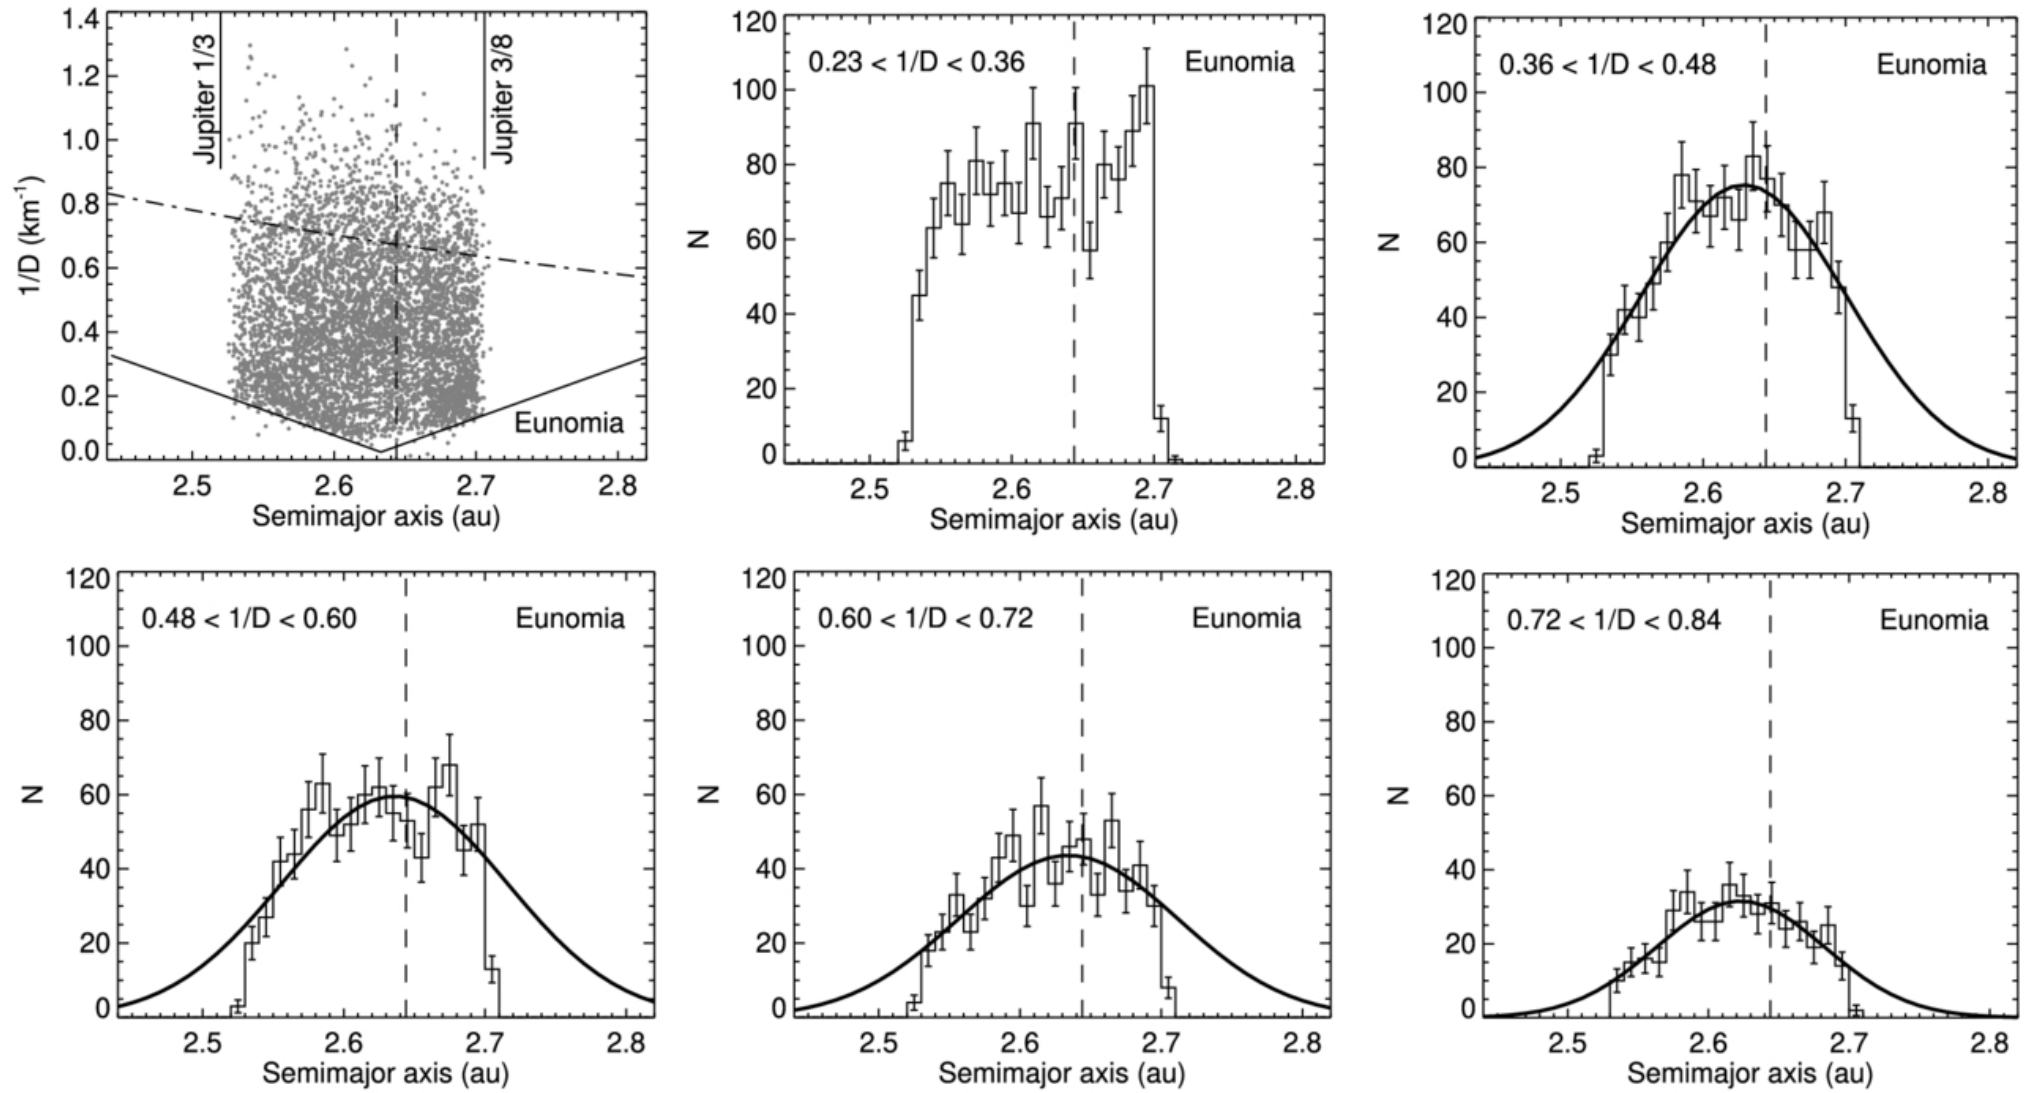 1.4
1.2
1.0
0.8
0.6
0.4
0.2
0.0
1/D (km⁻¹)
Jupiter 1/3
Jupiter 3/8
Eunomia
2.5 2.6 2.7 2.8
Semimajor axis (au)
120
100
80
60
40
20
0
N
0.23 < 1/D < 0.36 Eunomia
2.5 2.6 2.7 2.8
Semimajor axis (au)
120
100
80
60
40
20
0
N
0.36 < 1/D < 0.48 Eunomia
2.5 2.6 2.7 2.8
Semimajor axis (au)
120
100
80
60
40
20
0
N
0.48 < 1/D < 0.60 Eunomia
2.5 2.6 2.7 2.8
Semimajor axis (au)
120
100
80
60
40
20
0
N
0.60 < 1/D < 0.72 Eunomia
2.5 2.6 2.7 2.8
Semimajor axis (au)
120
100
80
60
40
20
0
N
0.72 < 1/D < 0.84 Eunomia
2.5 2.6 2.7 2.8
Semimajor axis (au)